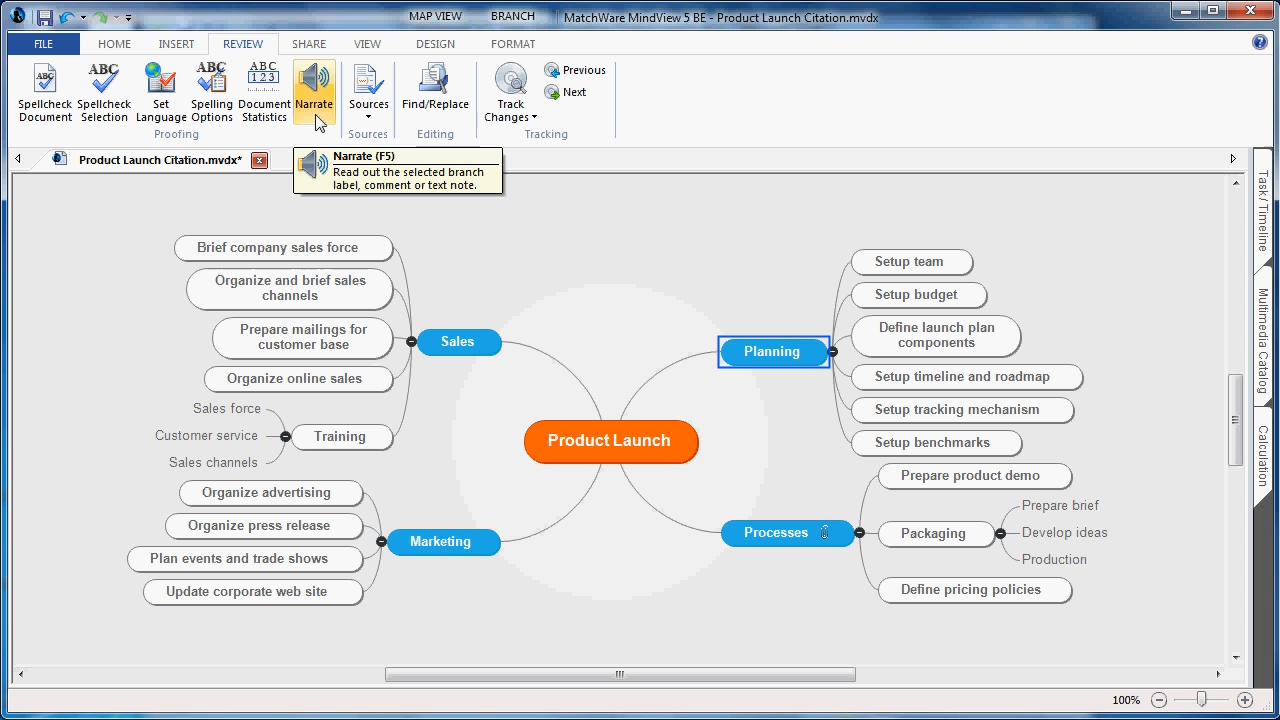 MAP VIEW
BRANCH
MatchWare MindView 5 BE - Product Launch Citation.mvdx
FILE
HOME
INSERT
REVIEW
SHARE
VIEW
DESIGN
FORMAT
ABC
Spellcheck
Document
ABC
Spellcheck
Selection
Set
Language
ABC
Spelling
Options
ABC
123
Document
Statistics
Narrate
Proofing
Sources
Sources
Find/Replace
Editing
Track
Changes
Previous
Next
Tracking
Product Launch Citation.mvdx*
Narrate (F5)
Read out the selected branch
label, comment or text note.
Task/Timeline
Multimedia Catalog
Calculation
Brief company sales force
Organize and brief sales
channels
Prepare mailings for
customer base
Organize online sales
Sales force
Customer service
Sales channels
Training
Sales
Organize advertising
Organize press release
Plan events and trade shows
Update corporate web site
Marketing
Product Launch
Planning
Setup team
Setup budget
Define launch plan
components
Setup timeline and roadmap
Setup tracking mechanism
Setup benchmarks
Processes
Prepare product demo
Packaging
Prepare brief
Develop ideas
Production
Define pricing policies
100%